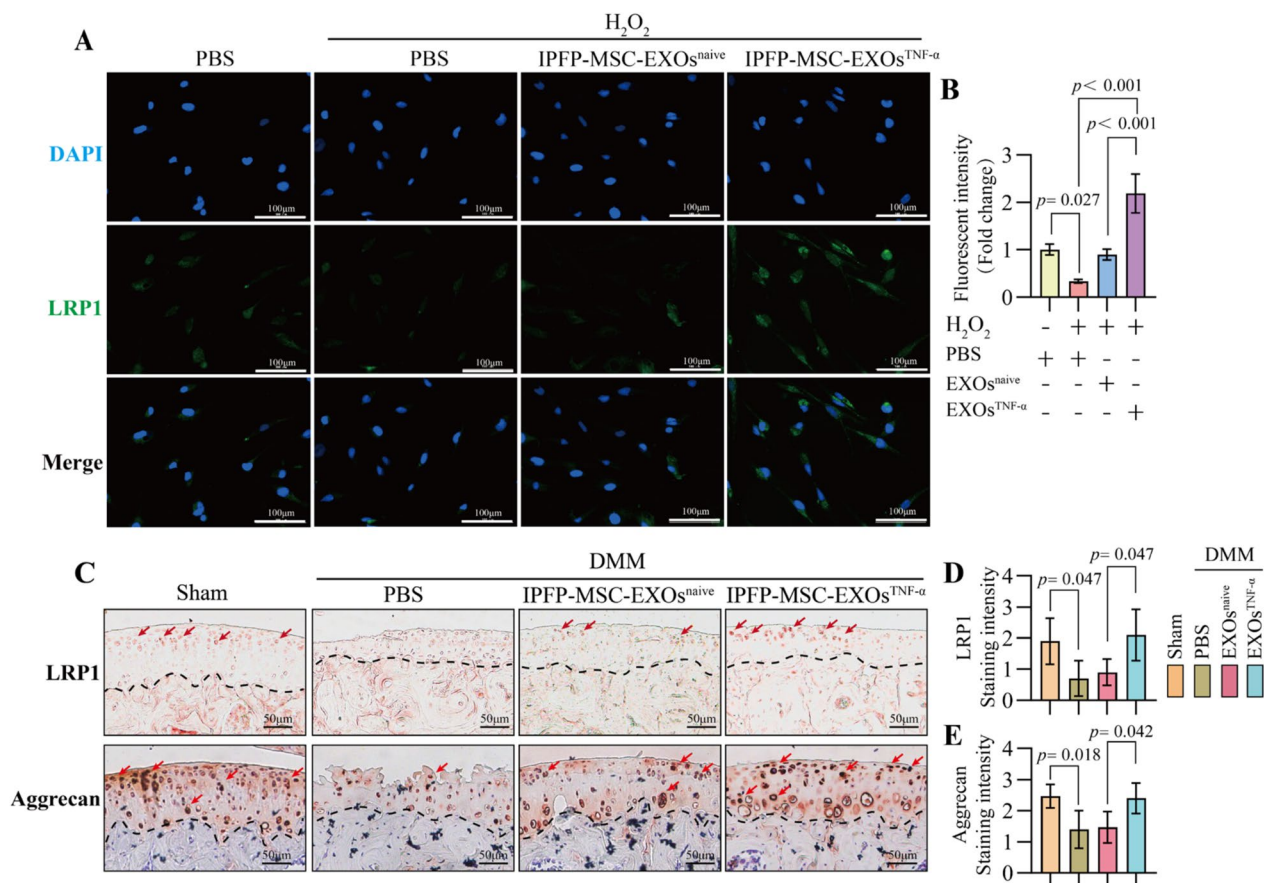 A
H₂O₂
PBS
PBS
IPFP-MSC-EXOsⁿᵃⁱᵛᵉ
IPFP-MSC-EXOsᵀᴺᶠ⁻ᵅ
DAPI
100μm
100μm
100μm
100μm
LRP1
100μm
100μm
100μm
100μm
Merge
100μm
100μm
100μm
100μm
B
p< 0.001
p< 0.001
p= 0.027
Fluorescent intensity
(Fold change)
3
2
1
0
H₂O₂ - + + +
PBS + + - -
EXOsⁿᵃⁱᵛᵉ - - + -
EXOsᵀᴺᶠ⁻ᵅ - - - +
C
DMM
Sham
PBS
IPFP-MSC-EXOsⁿᵃⁱᵛᵉ
IPFP-MSC-EXOsᵀᴺᶠ⁻ᵅ
LRP1
50μm
50μm
50μm
50μm
Aggrecan
50μm
50μm
50μm
50μm
D
p= 0.047
p= 0.047
LRP1
Staining intensity
4
3
2
1
0
DMM
Sham
PBS
EXOsⁿᵃⁱᵛᵉ
EXOsᵀᴺᶠ⁻ᵅ
E
p= 0.042
p= 0.018
Aggrecan
Staining intensity
4
3
2
1
0